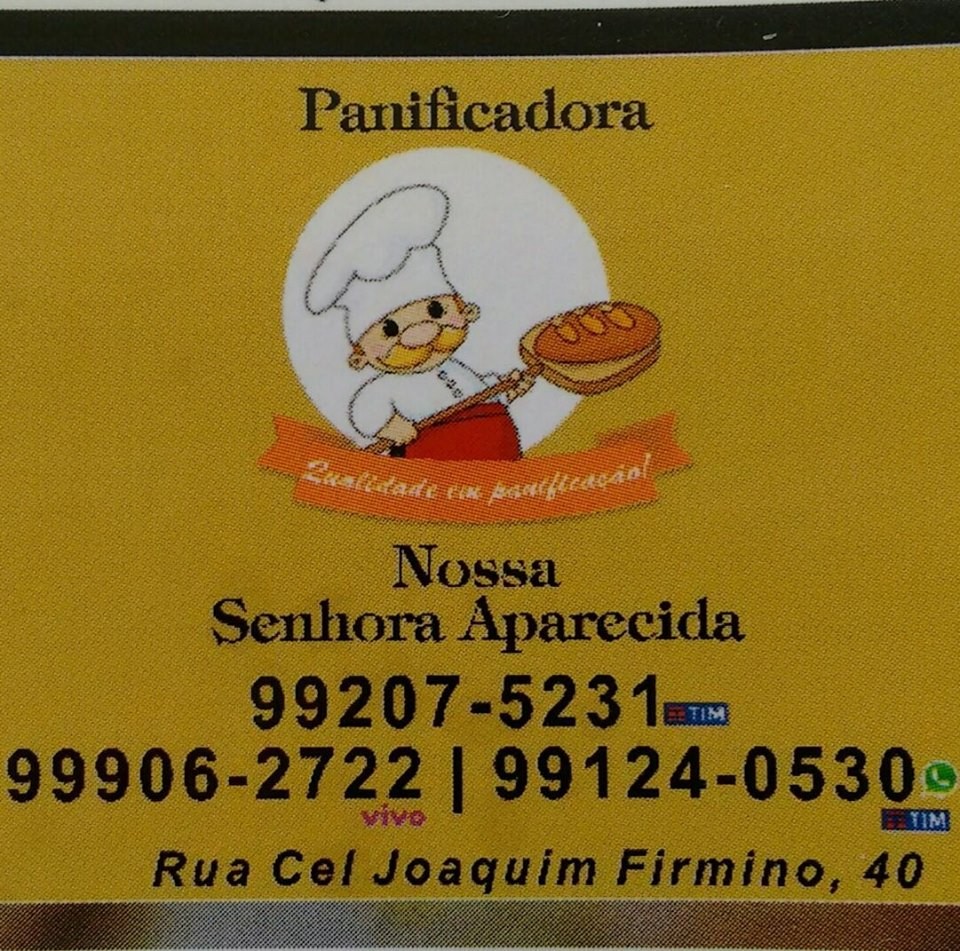 Panificadora
Qualidade em panificação!
Nossa
Senhora Aparecida
99207-5231 TIM
99906-2722 | 99124-0530
vivo TIM
Rua Cel Joaquim Firmino, 40